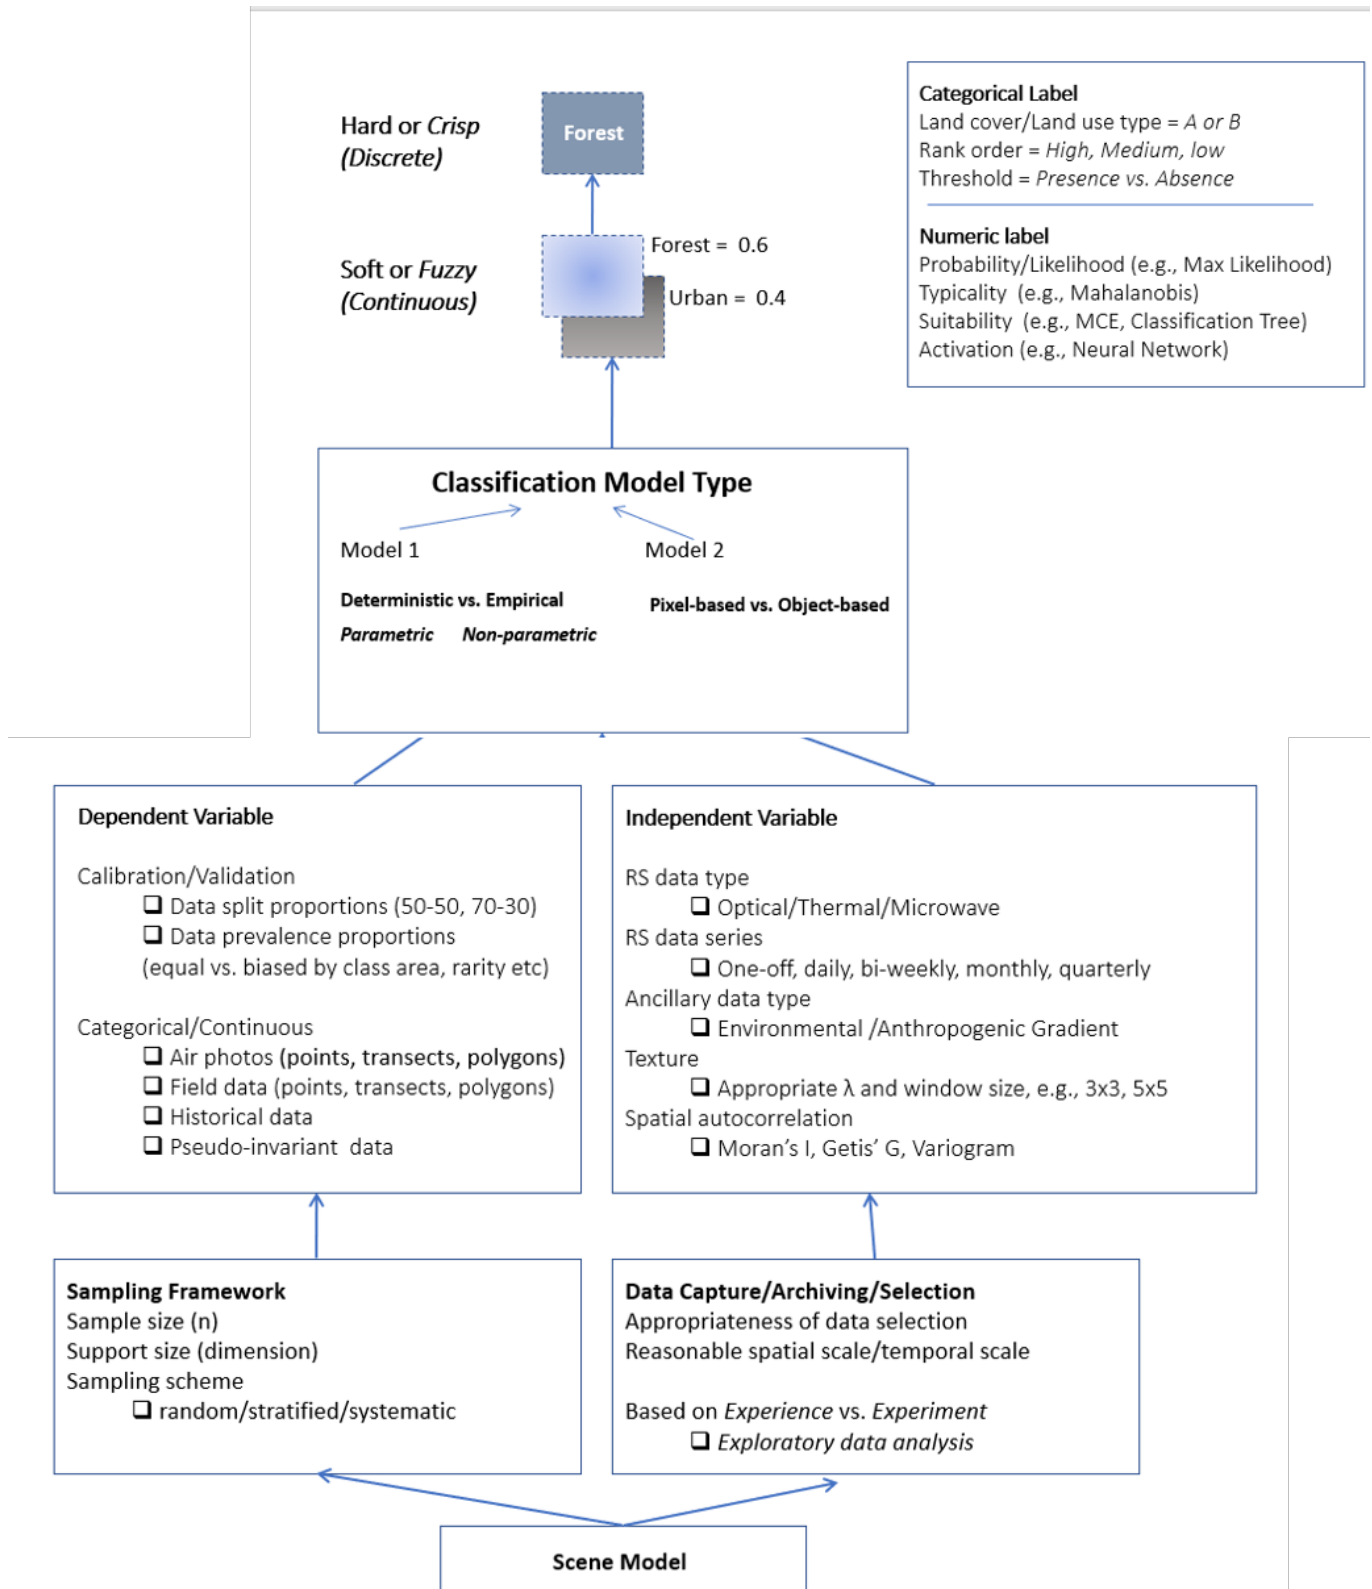 Hard or Crisp
(Discrete)
Forest
Soft or Fuzzy
(Continuous)
Forest = 0.6
Urban = 0.4
Categorical Label
Land cover/Land use type = A or B
Rank order = High, Medium, low
Threshold = Presence vs. Absence
Numeric label
Probability/Likelihood (e.g., Max Likelihood)
Typicality (e.g., Mahalanobis)
Suitability (e.g., MCE, Classification Tree)
Activation (e.g., Neural Network)
Classification Model Type
Model 1
Model 2
Deterministic vs. Empirical
Parametric Non-parametric
Pixel-based vs. Object-based
Dependent Variable
Calibration/Validation
❑ Data split proportions (50-50, 70-30)
❑ Data prevalence proportions
(equal vs. biased by class area, rarity etc)
Categorical/Continuous
❑ Air photos (points, transects, polygons)
❑ Field data (points, transects, polygons)
❑ Historical data
❑ Pseudo-invariant data
Independent Variable
RS data type
❑ Optical/Thermal/Microwave
RS data series
❑ One-off, daily, bi-weekly, monthly, quarterly
Ancillary data type
❑ Environmental /Anthropogenic Gradient
Texture
❑ Appropriate λ and window size, e.g., 3x3, 5x5
Spatial autocorrelation
❑ Moran's I, Getis' G, Variogram
Sampling Framework
Sample size (n)
Support size (dimension)
Sampling scheme
❑ random/stratified/systematic
Data Capture/Archiving/Selection
Appropriateness of data selection
Reasonable spatial scale/temporal scale
Based on Experience vs. Experiment
❑ Exploratory data analysis
Scene Model